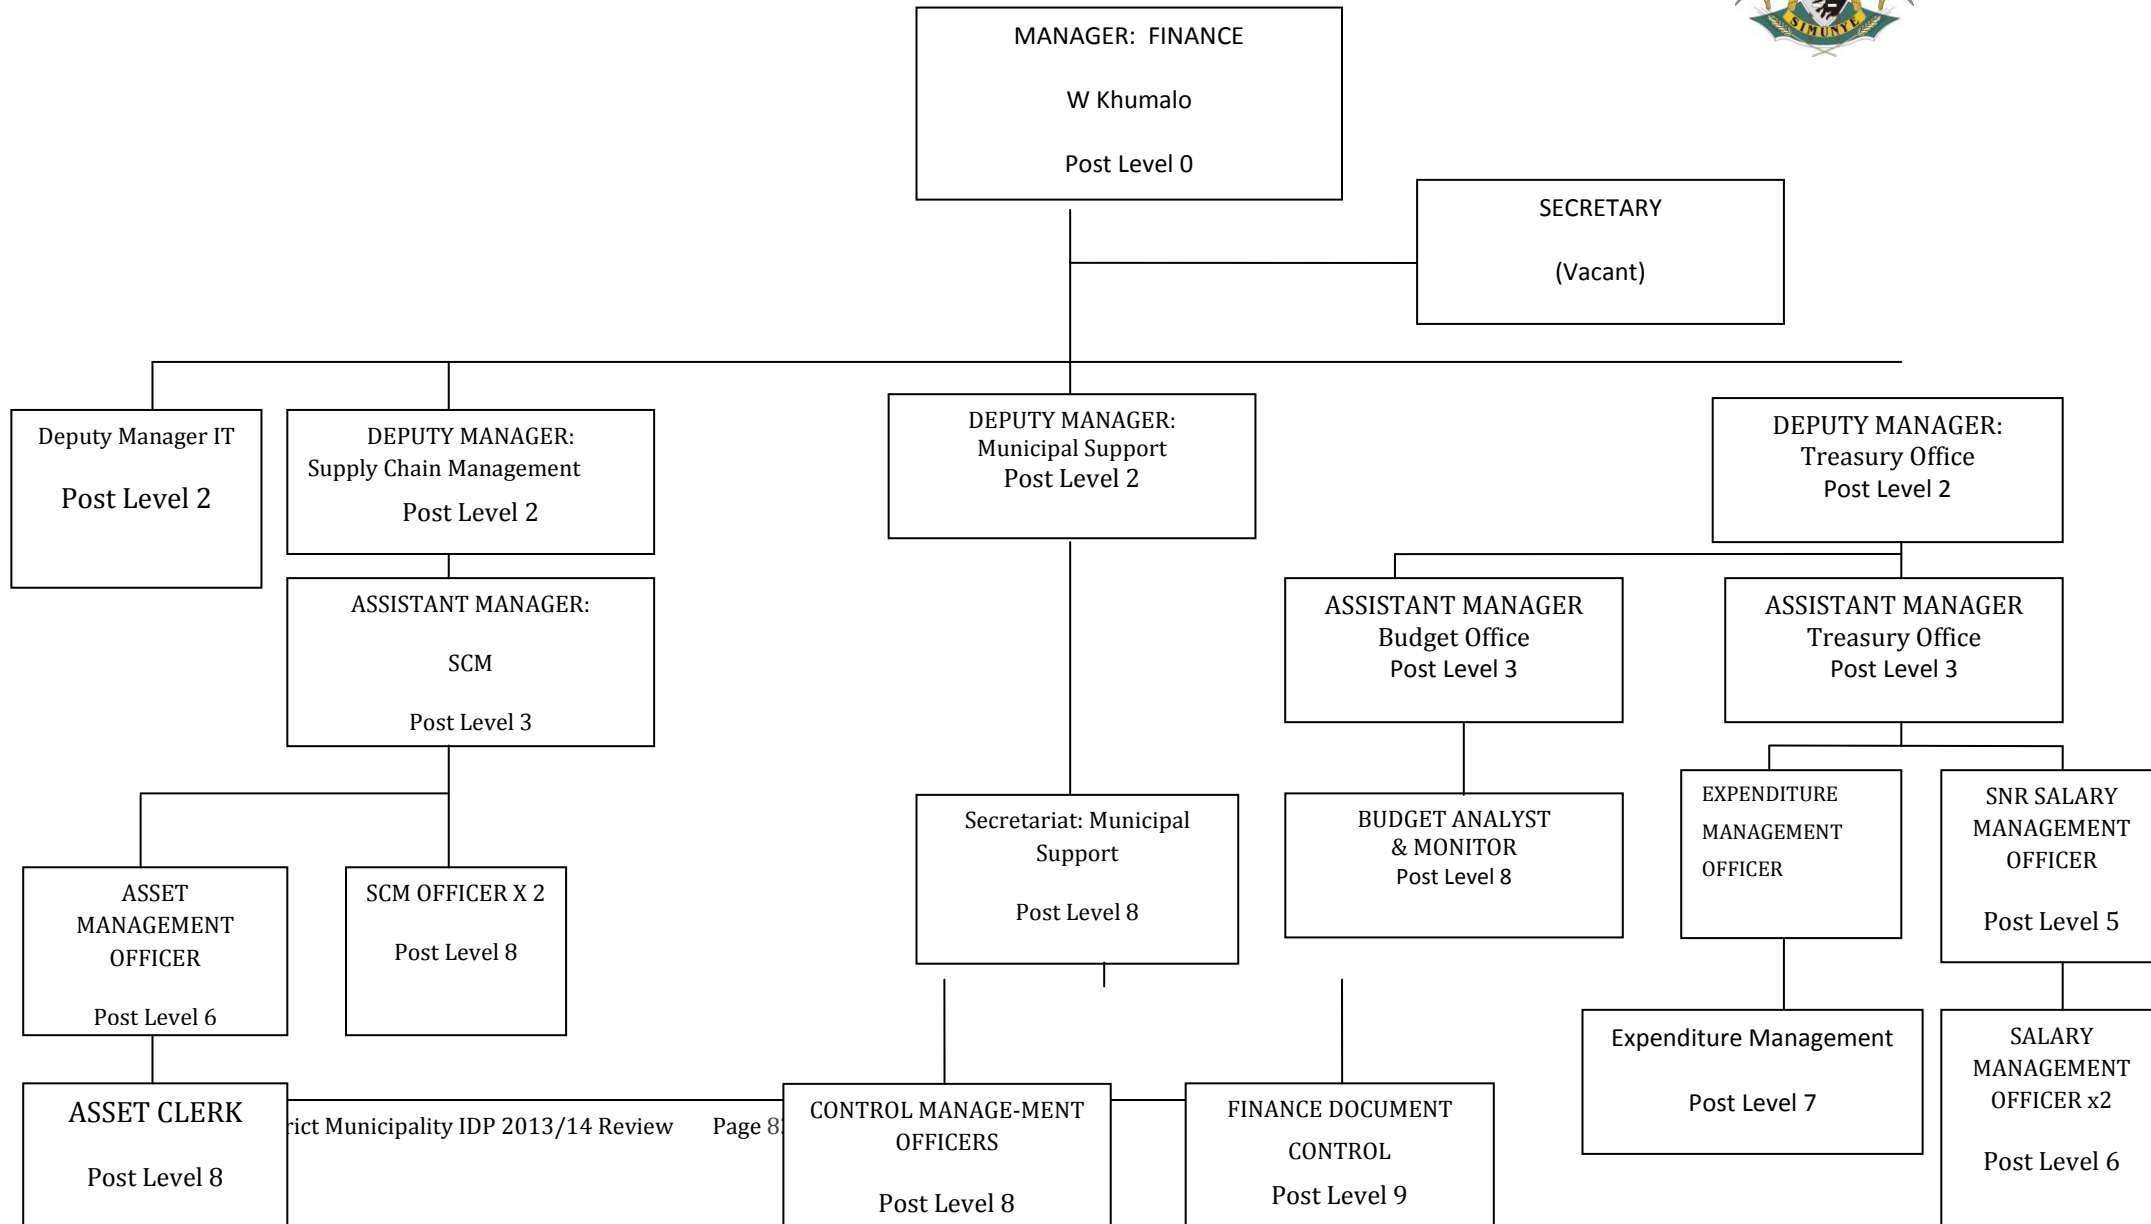 SIMUNYE
MANAGER: FINANCE
W Khumalo
Post Level 0
SECRETARY
(Vacant)
Deputy Manager IT
Post Level 2
DEPUTY MANAGER:
Supply Chain Management
Post Level 2
DEPUTY MANAGER:
Municipal Support
Post Level 2
DEPUTY MANAGER:
Treasury Office
Post Level 2
ASSISTANT MANAGER:
SCM
Post Level 3
ASSISTANT MANAGER
Budget Office
Post Level 3
ASSISTANT MANAGER
Treasury Office
Post Level 3
ASSET
MANAGEMENT
OFFICER
Post Level 6
SCM OFFICER X 2
Post Level 8
Secretariat: Municipal
Support
Post Level 8
BUDGET ANALYST
& MONITOR
Post Level 8
EXPENDITURE
MANAGEMENT
OFFICER
SNR SALARY
MANAGEMENT
OFFICER
Post Level 5
ASSET CLERK
Post Level 8
rict Municipality IDP 2013/14 Review Page 8
CONTROL MANAGE-MENT
OFFICERS
Post Level 8
FINANCE DOCUMENT
CONTROL
Post Level 9
Expenditure Management
Post Level 7
SALARY
MANAGEMENT
OFFICER x2
Post Level 6